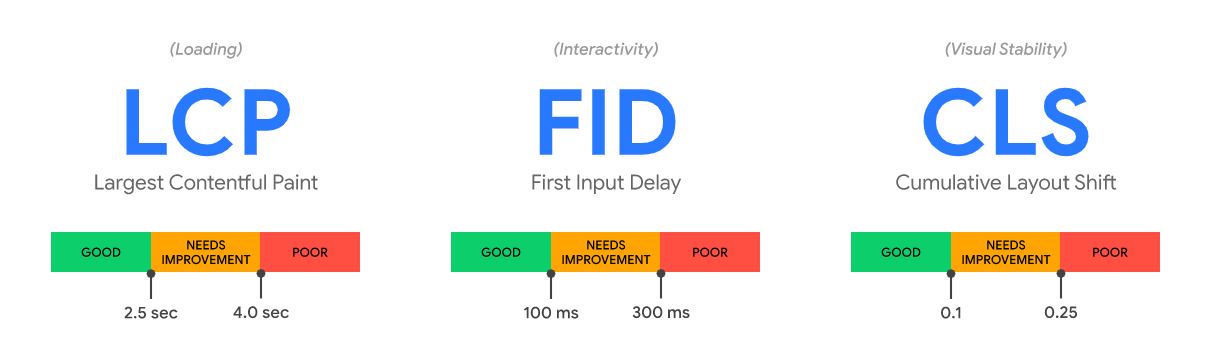 (Loading)
LCP
Largest Contentful Paint
GOOD
NEEDS
IMPROVEMENT
POOR
2.5 sec
4.0 sec
(Interactivity)
FID
First Input Delay
GOOD
NEEDS
IMPROVEMENT
POOR
100 ms
300 ms
(Visual Stability)
CLS
Cumulative Layout Shift
GOOD
NEEDS
IMPROVEMENT
POOR
0.1
0.25